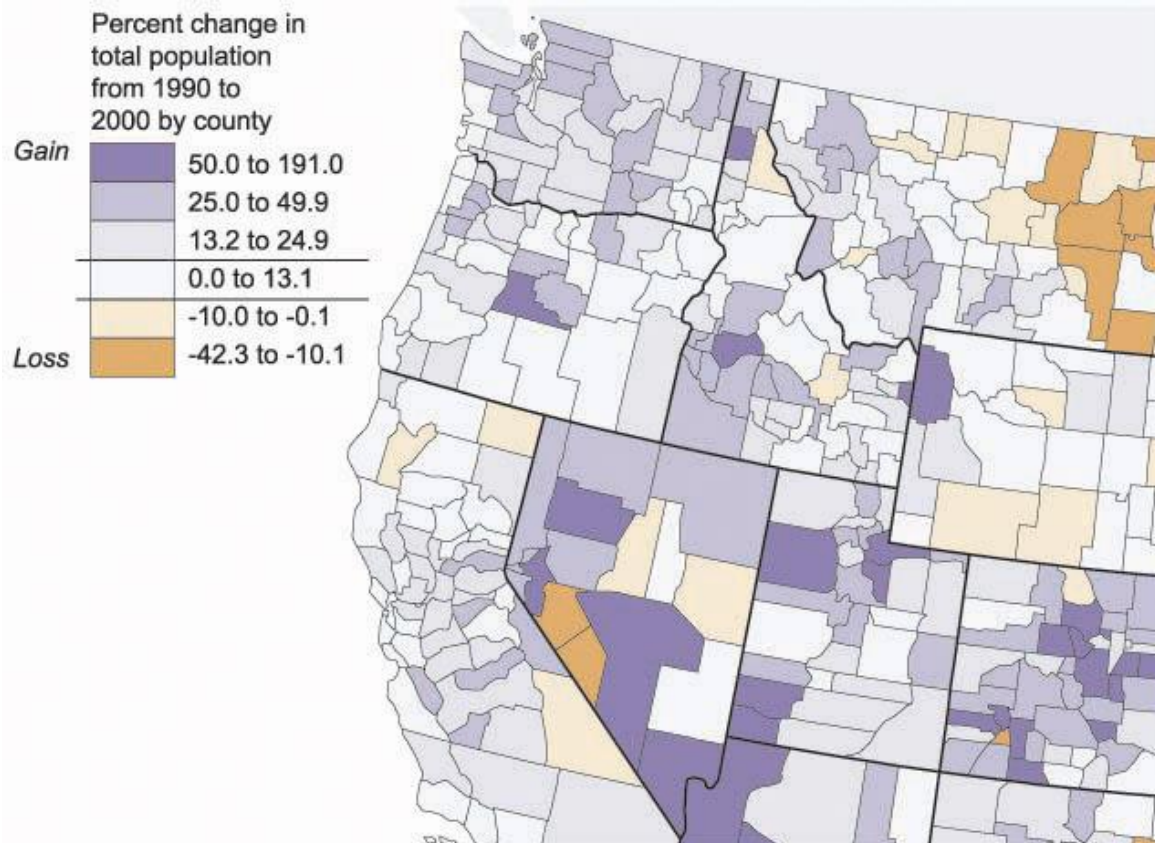 Percent change in
total population
from 1990 to
2000 by county
Gain
50.0 to 191.0
25.0 to 49.9
13.2 to 24.9
0.0 to 13.1
-10.0 to -0.1
Loss
-42.3 to -10.1